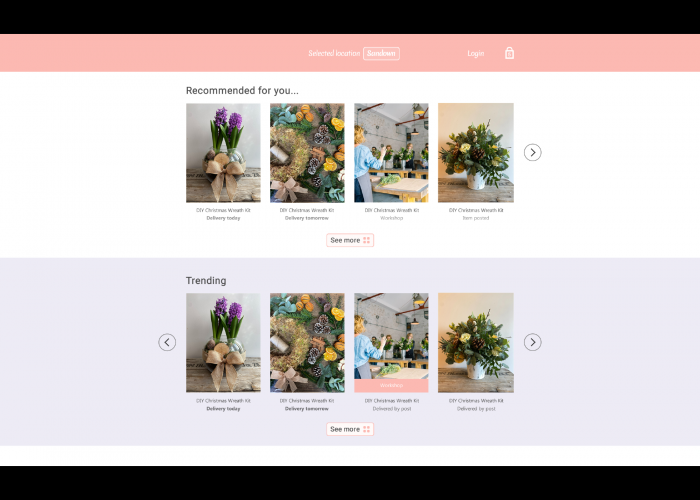 Selected location Sandown Login
Recommended for you...
DIY Christmas Wreath Kit DIY Christmas Wreath Kit DIY Christmas Wreath Kit DIY Christmas Wreath Kit
Delivery today Delivery tomorrow Workshop Item posted
See more
Trending
DIY Christmas Wreath Kit DIY Christmas Wreath Kit DIY Christmas Wreath Kit DIY Christmas Wreath Kit
Delivery today Delivery tomorrow Delivered by post Delivered by post
See more